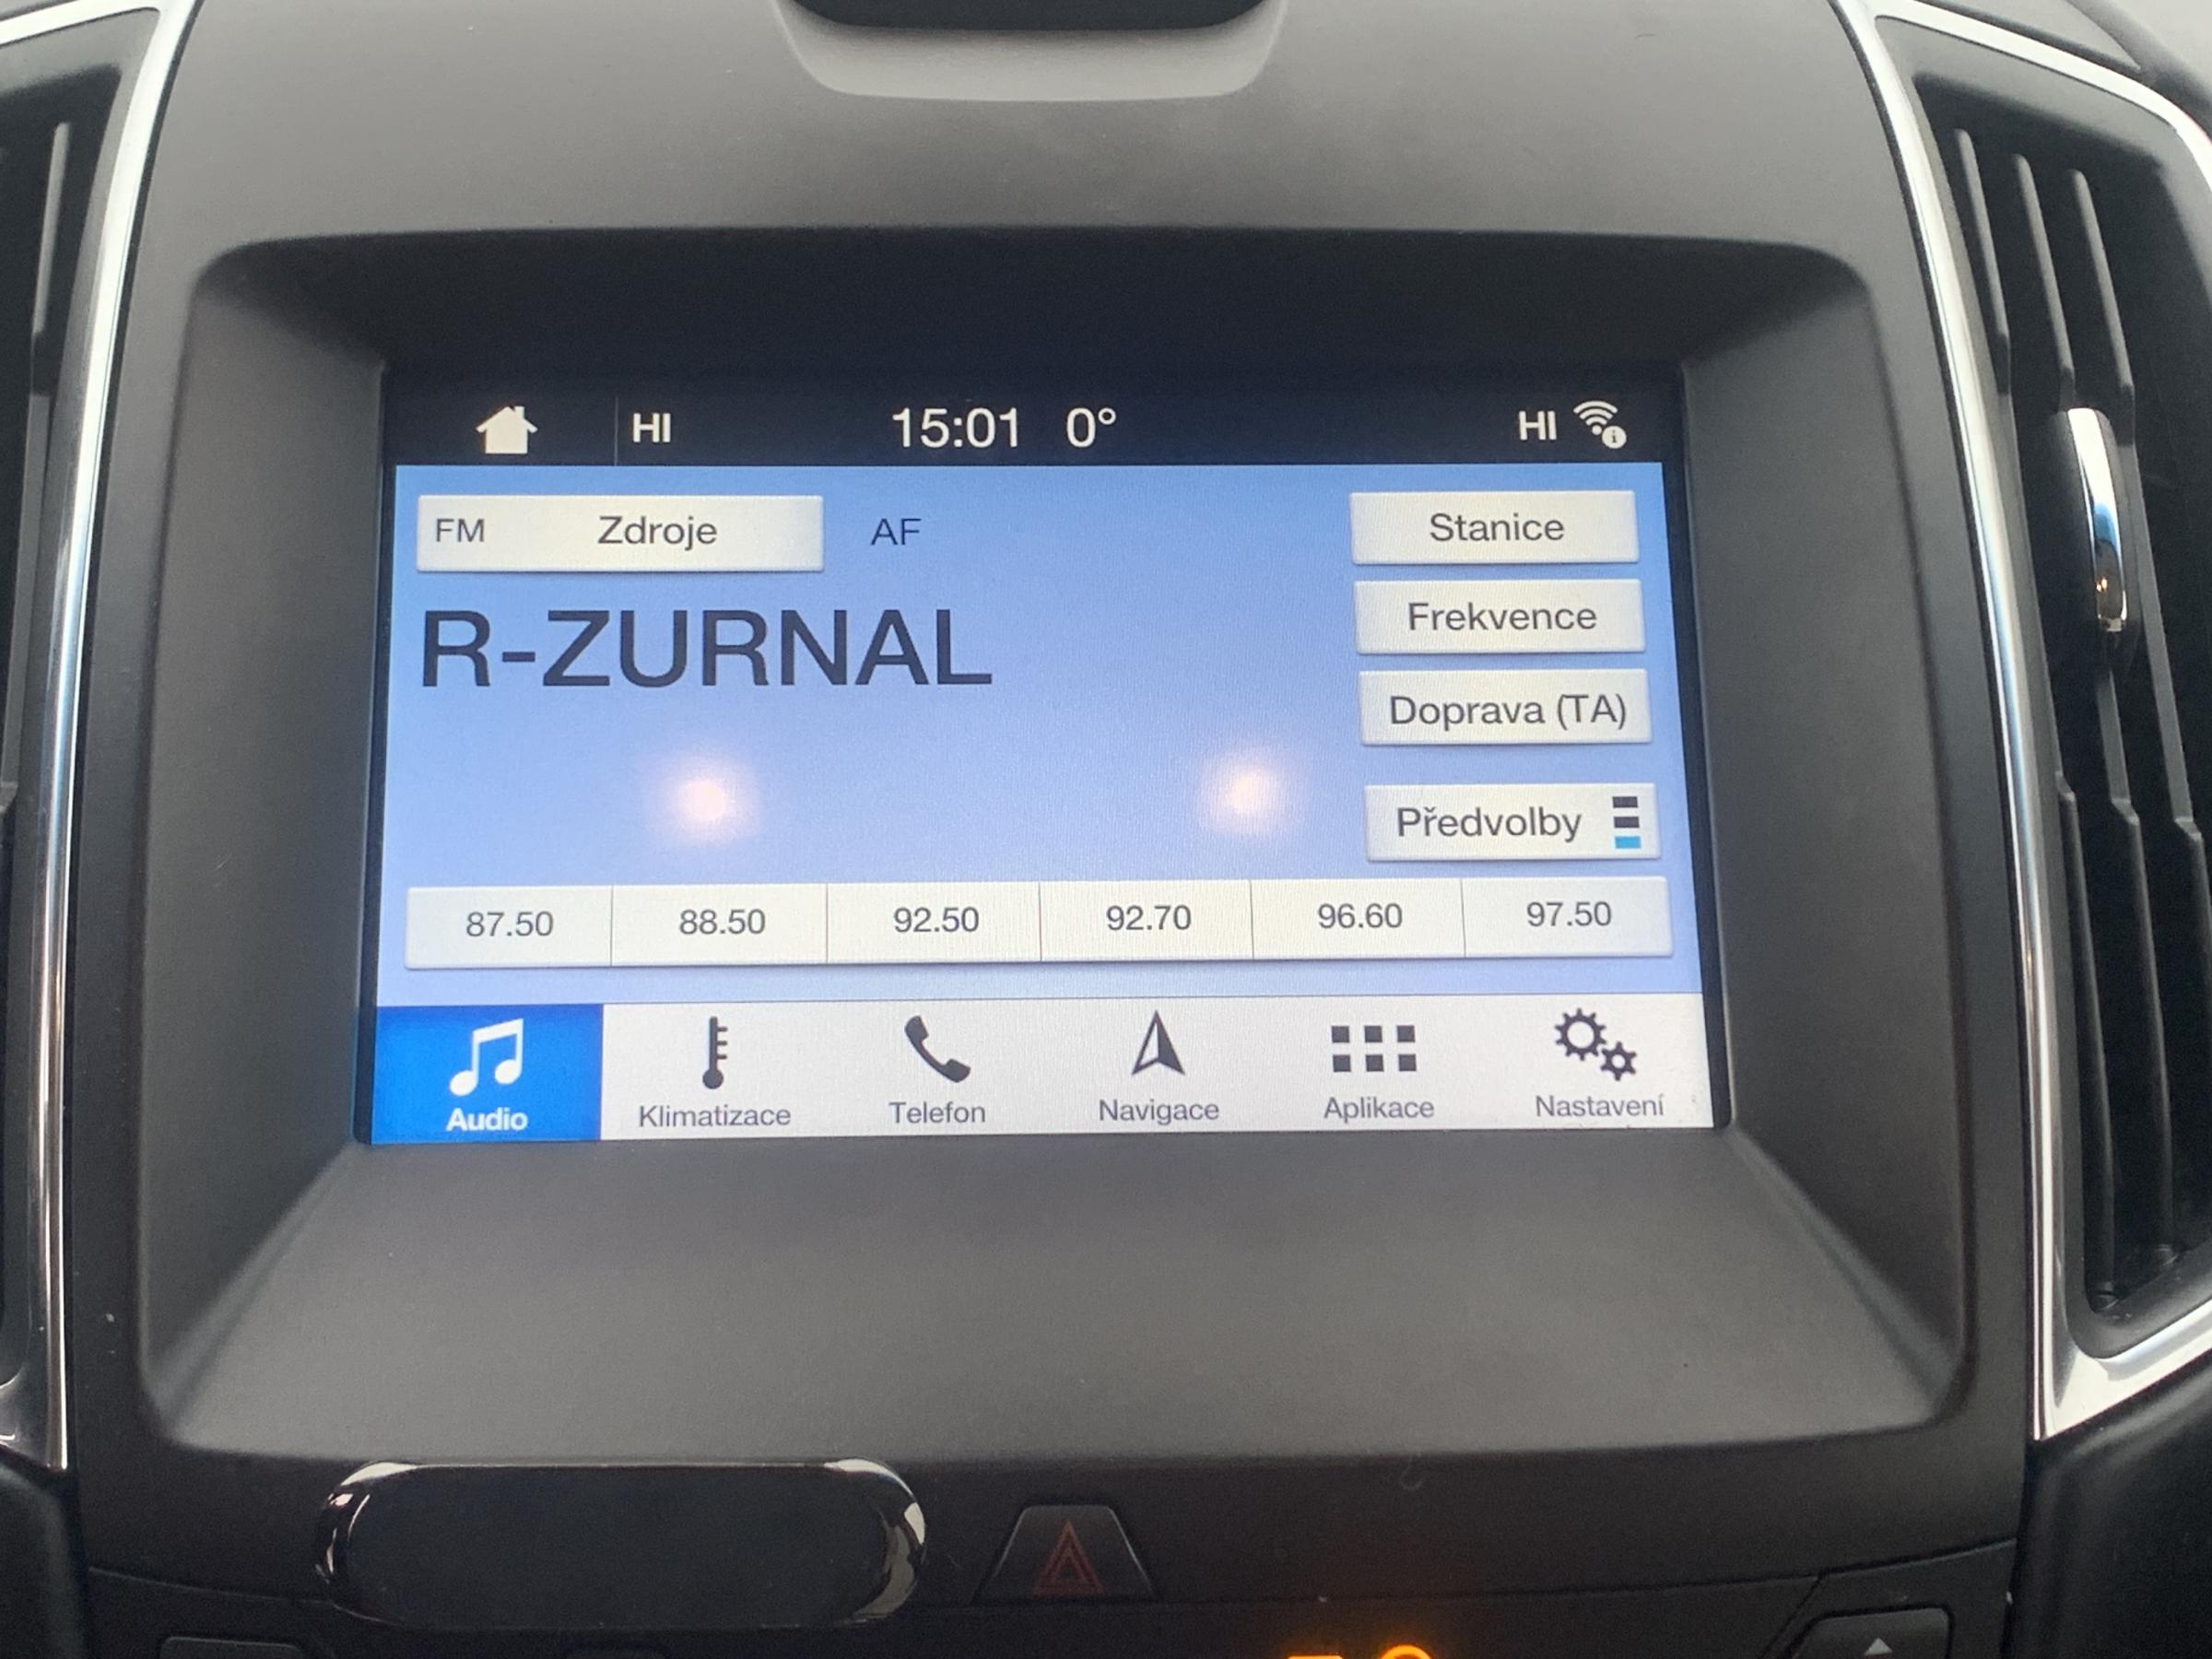 HI 15:01 0° HI
FM Zdroje AF Stanice
R-ZURNAL Frekvence
Doprava (TA)
Předvolby
87.50 88.50 92.50 92.70 96.60 97.50
Audio Klimatizace Telefon Navigace Aplikace Nastavení